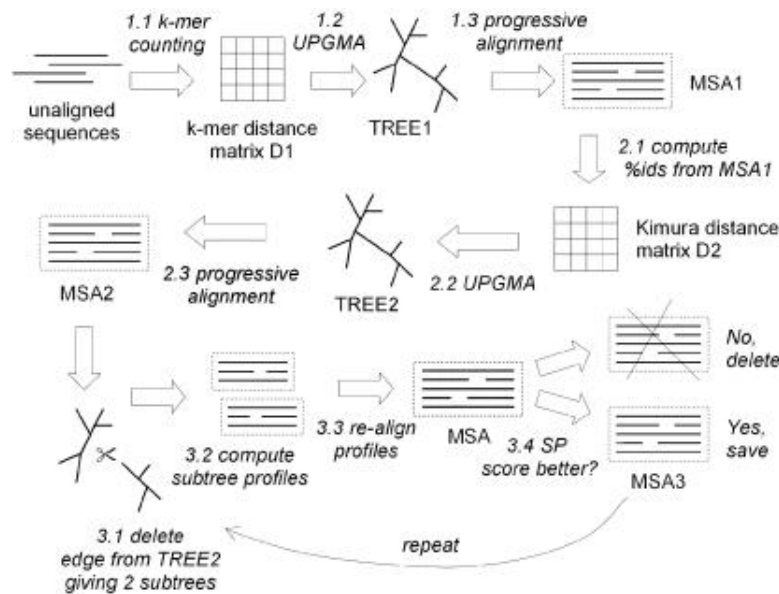 1.1 k-mer
counting
1.2
UPGMA
1.3 progressive
alignment
unaligned
sequences
k-mer distance
matrix D1
TREE1
MSA1
2.1 compute
%ids from MSA1
Kimura distance
matrix D2
2.2 UPGMA
TREE2
2.3 progressive
alignment
MSA2
3.1 delete
edge from TREE2
giving 2 subtrees
3.2 compute
subtree profiles
3.3 re-align
profiles
MSA
3.4 SP
score better?
No,
delete
Yes,
save
MSA3
repeat